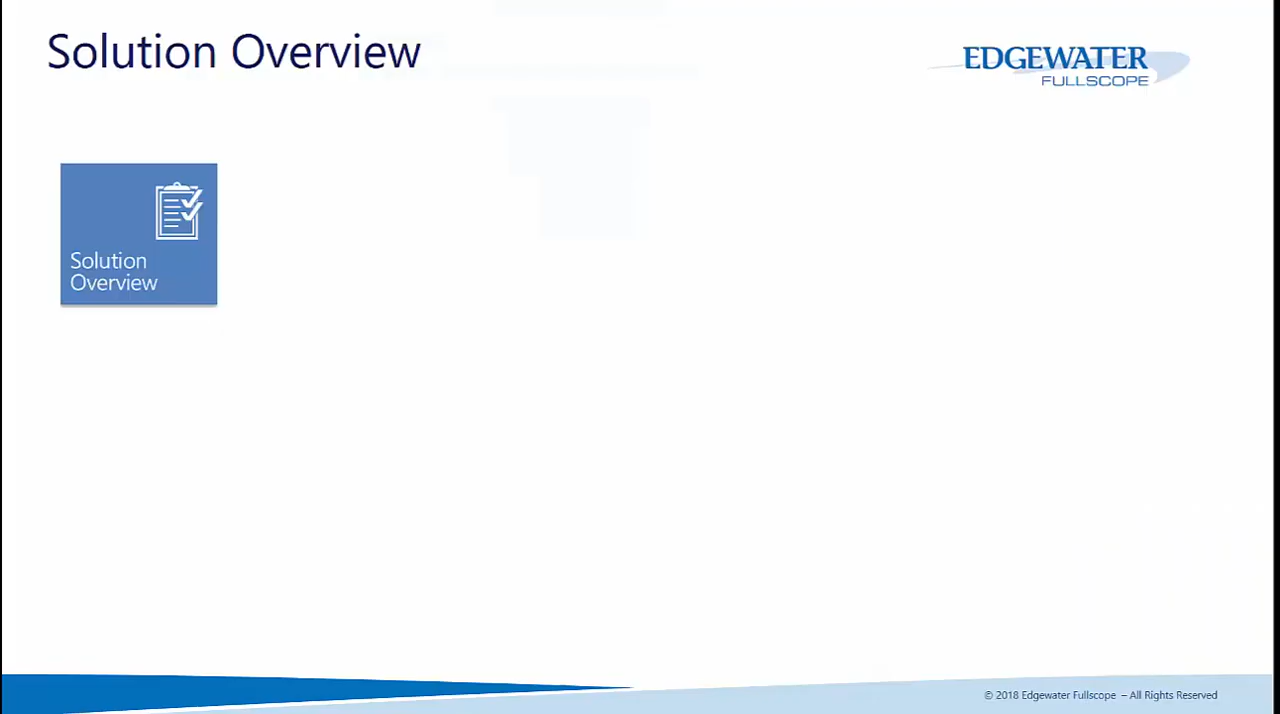 Solution Overview
EDGEWATER
FULLSCOPE
Solution
Overview
© 2018 Edgewater Fullscope – All Rights Reserved